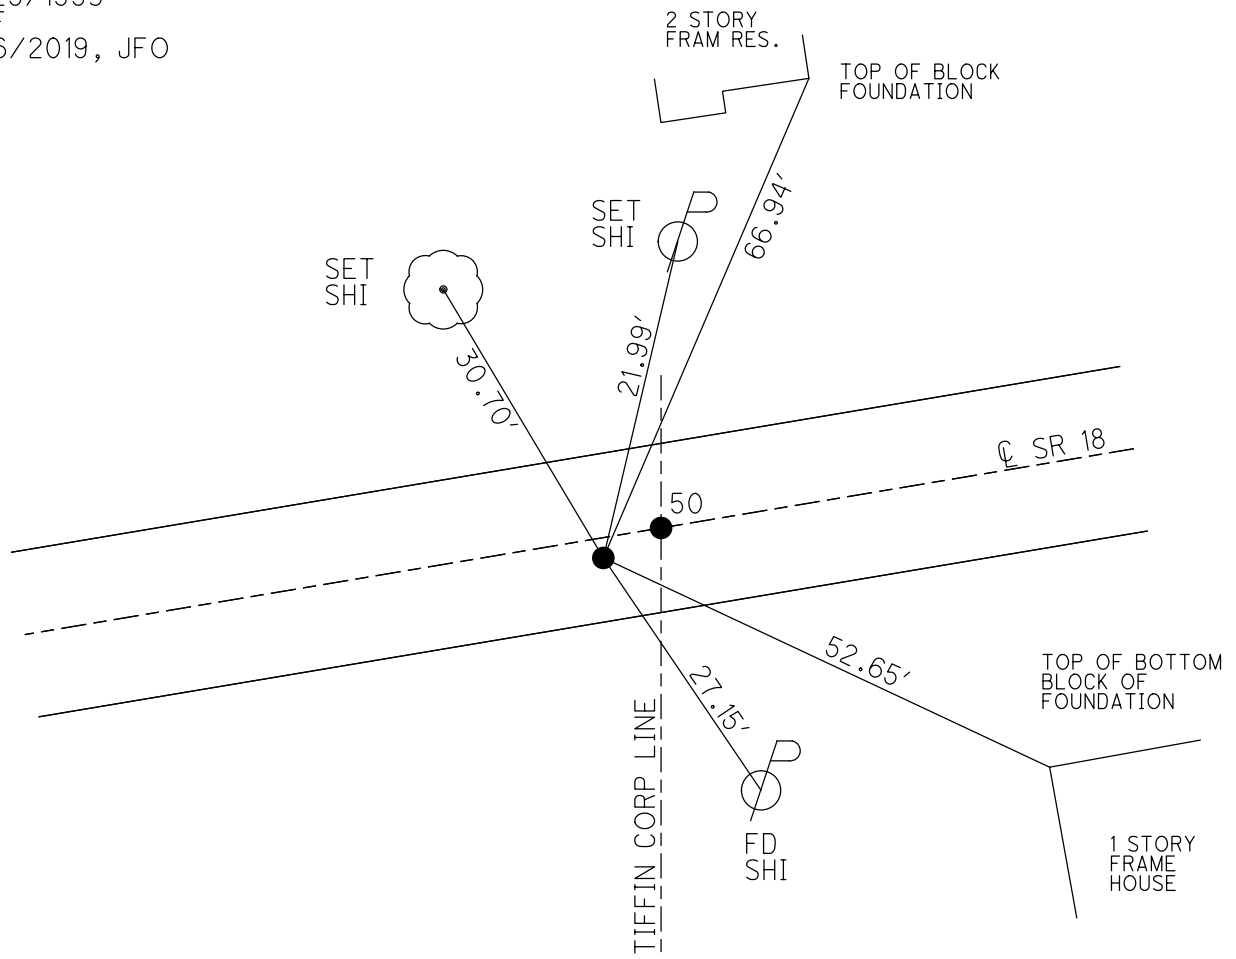 6/2019, JFO
2 STORY
FRAM RES.
TOP OF BLOCK
FOUNDATION
SET
SHI
66.94'
SET
SHI
21.99'
30.70'
℄ SR 18
50
52.65'
27.15'
TOP OF BOTTOM
BLOCK OF
FOUNDATION
TIFFIN CORP LINE
FD
SHI
1 STORY
FRAME
HOUSE